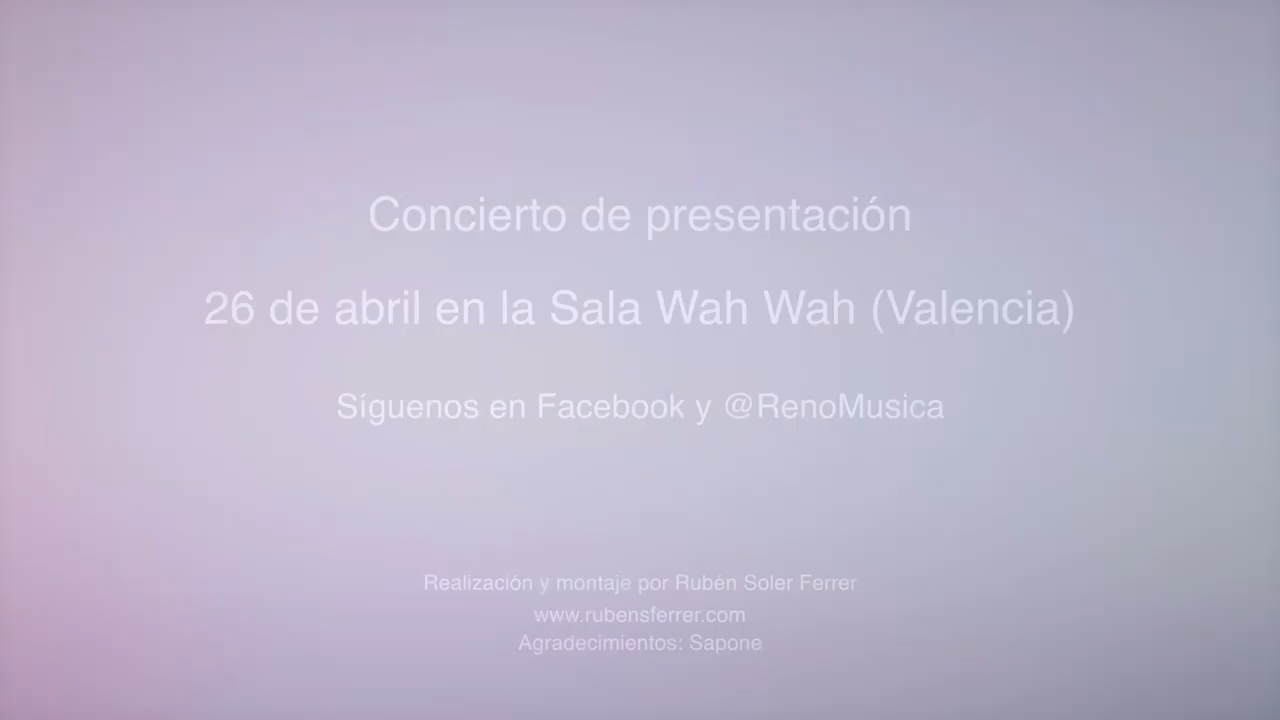 Concierto de presentación
26 de abril en la Sala Wah Wah (Valencia)
Síguenos en Facebook y @RenoMusica
Realización y montaje por Rubén Soler Ferrer
www.rubensferrer.com
Agradecimientos: Sapone